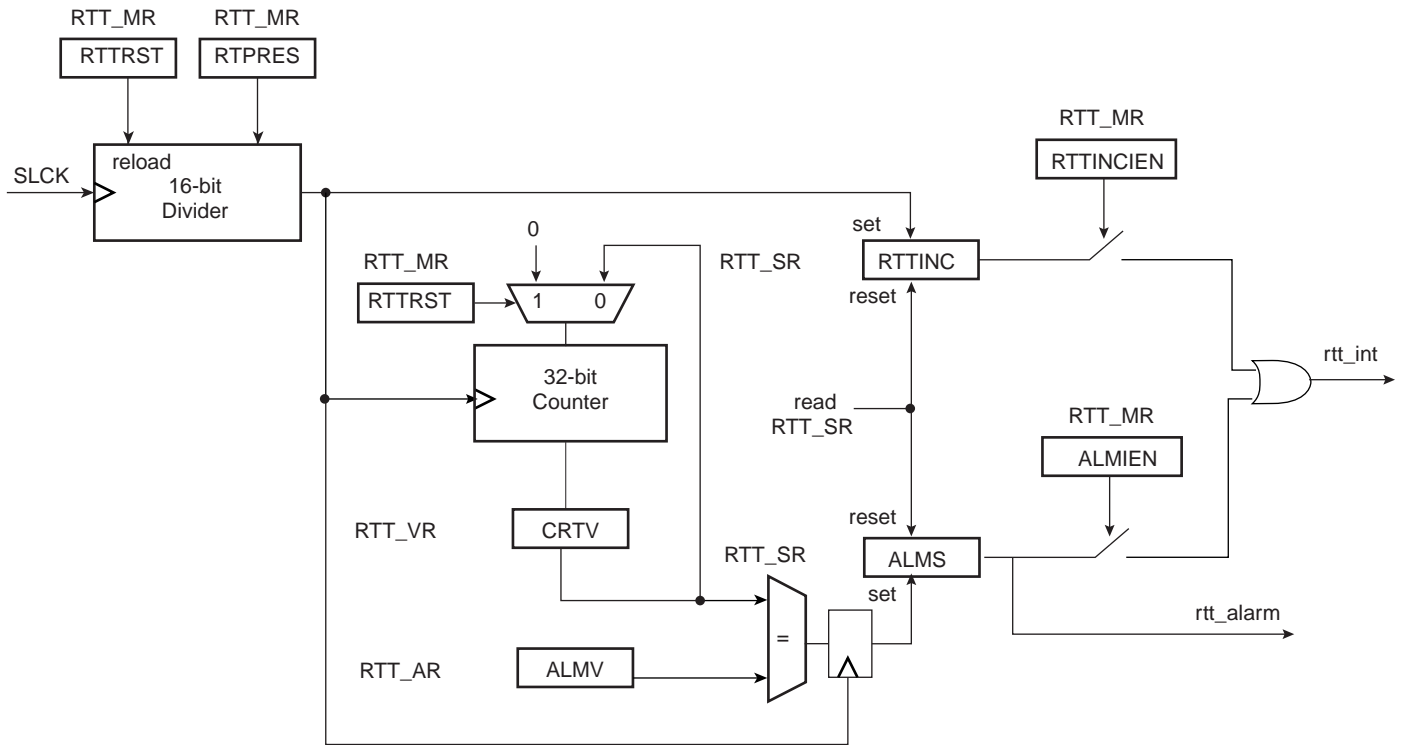 RTT_MR
RTT_MR
RTTRST
RTPRES
reload
16-bit
Divider
SLCK
RTT_MR
RTTINCIEN
set
RTTINC
reset
0
RTT_MR
RTT_SR
RTTRST
1
0
32-bit
Counter
rtt_int
read
RTT_SR
RTT_MR
ALMIEN
reset
RTT_VR
CRTV
RTT_SR
ALMS
set
rtt_alarm
=
RTT_AR
ALMV